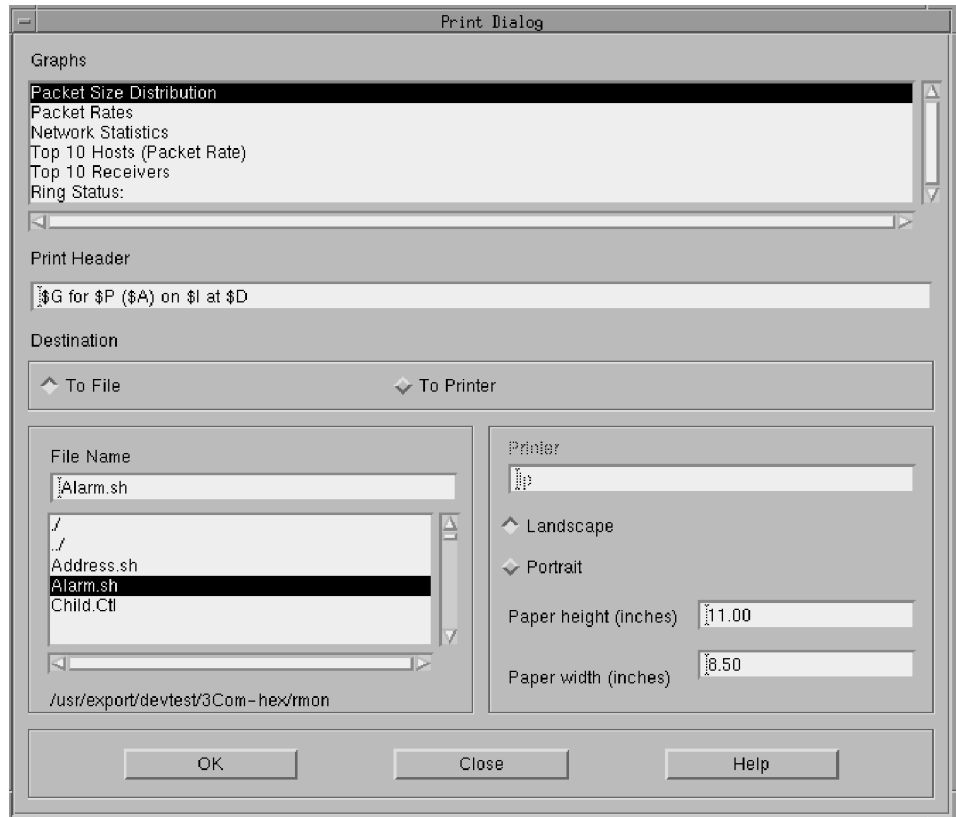 Print Dialog
Graphs
Packet Size Distribution
Packet Rates
Network Statistics
Top 10 Hosts (Packet Rate)
Top 10 Receivers
Ring Status:
Print Header
$G for $P ($A) on $I at $D
Destination
To File
To Printer
File Name
Alarm.sh
./
../
Address.sh
Alarm.sh
Child.Ctl
/usr/export/devtest/3Com-hex/rmon
Printer
lp
Landscape
Portrait
Paper height (inches)
11.00
Paper width (inches)
8.50
OK
Close
Help